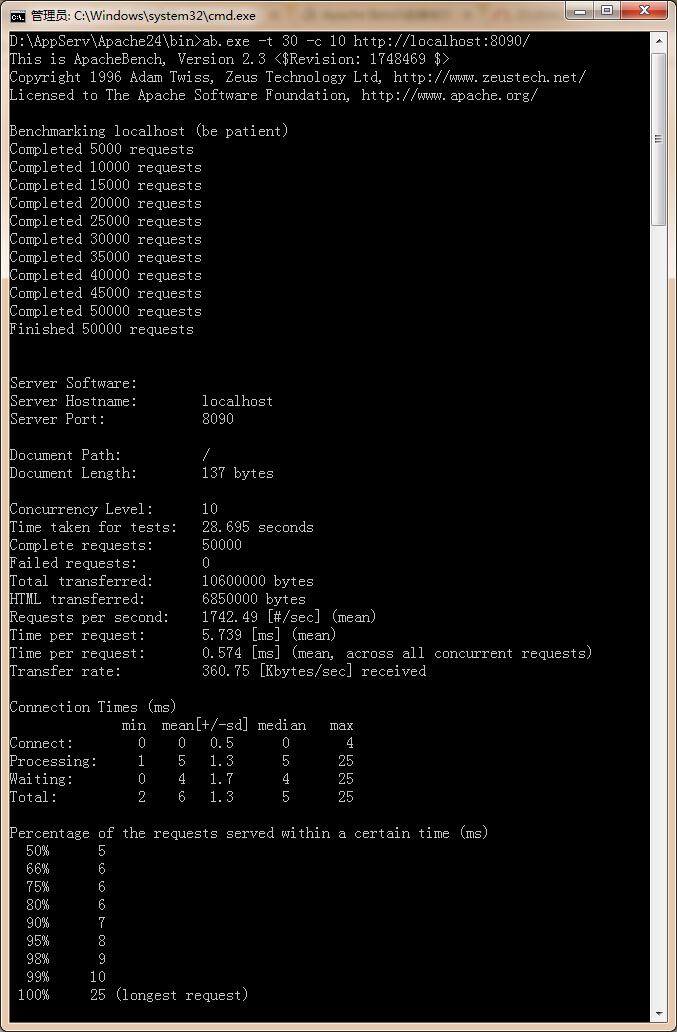 管理员: C:\Windows\system32\cmd.exe
D:\AppServ\Apache24\bin>ab.exe -t 30 -c 10 http://localhost:8090/
This is ApacheBench, Version 2.3 <$Revision: 1748469 $>
Copyright 1996 Adam Twiss, Zeus Technology Ltd, http://www.zeustech.net/
Licensed to The Apache Software Foundation, http://www.apache.org/

Benchmarking localhost (be patient)
Completed 5000 requests
Completed 10000 requests
Completed 15000 requests
Completed 20000 requests
Completed 25000 requests
Completed 30000 requests
Completed 35000 requests
Completed 40000 requests
Completed 45000 requests
Completed 50000 requests
Finished 50000 requests

Server Software:
Server Hostname:        localhost
Server Port:            8090

Document Path:          /
Document Length:        137 bytes

Concurrency Level:      10
Time taken for tests:   28.695 seconds
Complete requests:      50000
Failed requests:        0
Total transferred:      10600000 bytes
HTML transferred:       6850000 bytes
Requests per second:    1742.49 [#/sec] (mean)
Time per request:       5.739 [ms] (mean)
Time per request:       0.574 [ms] (mean, across all concurrent requests)
Transfer rate:          360.75 [Kbytes/sec] received

Connection Times (ms)
              min  mean[+/-sd] median   max
Connect:        0    0   0.5      0       4
Processing:     1    5   1.3      5      25
Waiting:        0    4   1.7      4      25
Total:          2    6   1.3      5      25

Percentage of the requests served within a certain time (ms)
  50%      5
  66%      6
  75%      6
  80%      6
  90%      7
  95%      8
  98%      9
  99%     10
 100%     25 (longest request)